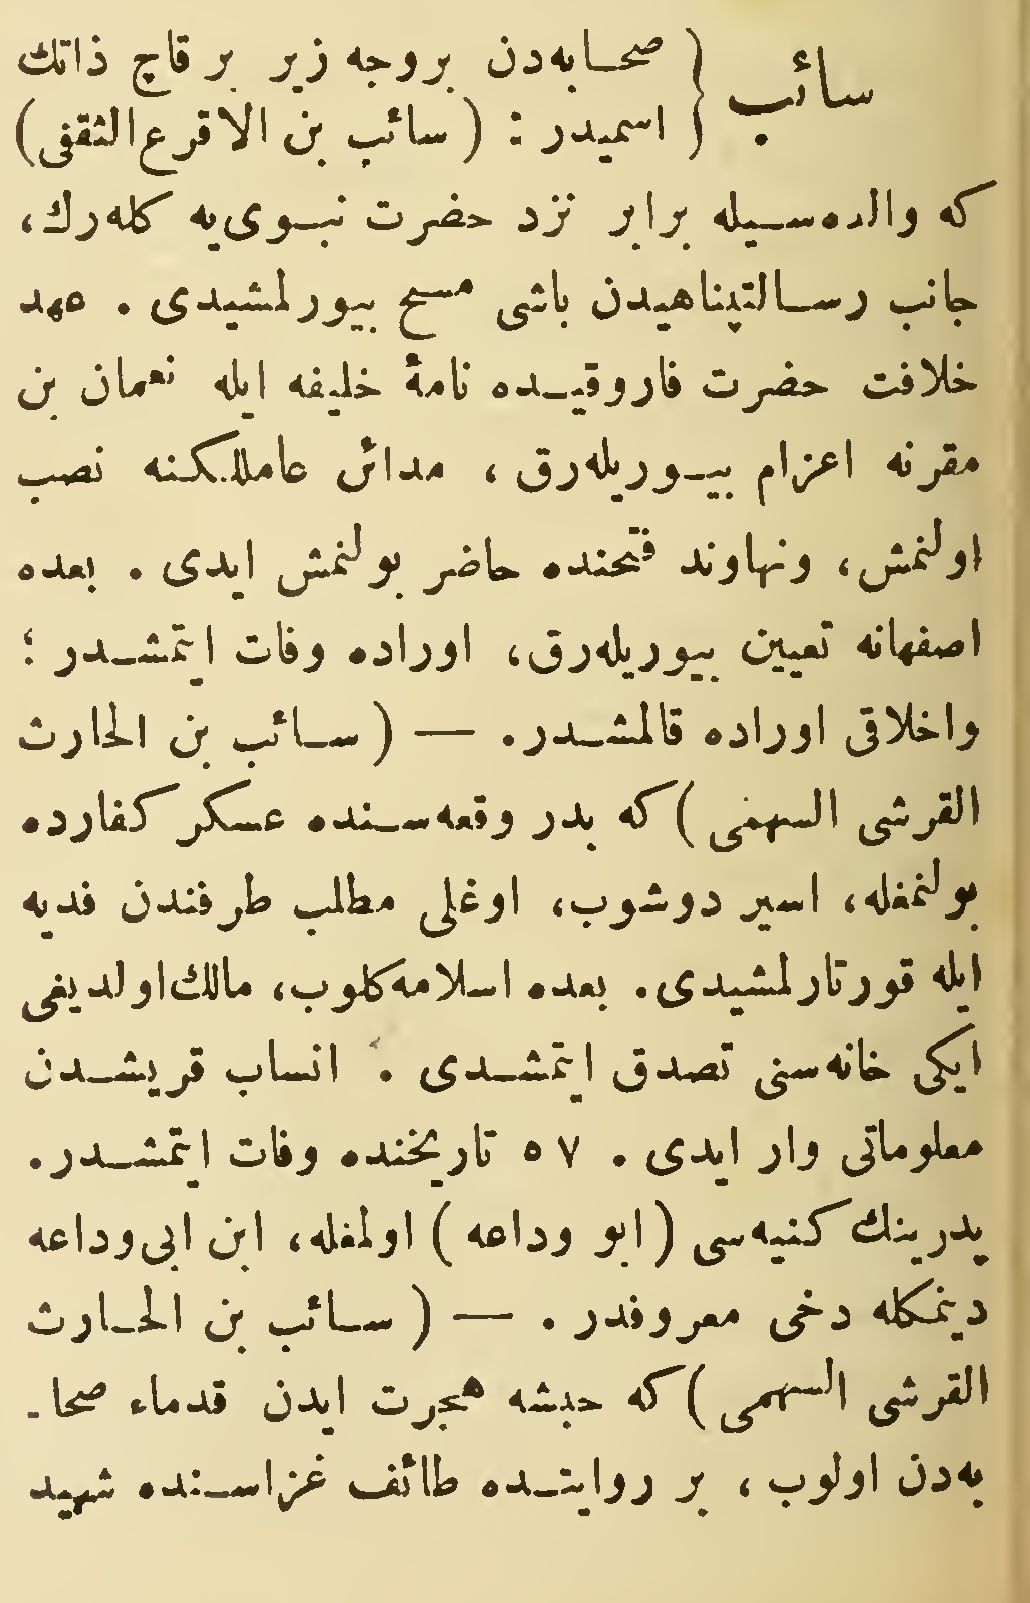 سائب { صحابه‌دن بروجه زیر بر قاچ ذاتك
اسمیدر : ( سائب بن الاقرع الثقفی )
که والده‌سیله برابر نزد حضرت نبوی‌یه کله‌رك،
جانب رسالتپناهیدن باشی مسح بیورلمشیدی . عهد
خلافت حضرت فاروقیده نامۀ خلیفه ایله نعمان بن
مقرنه اعزام بیوریله‌رق ، مدائن عاملکنه نصب
اولنمش، ونهاوند فتحنده حاضر بولنمش ایدی . بعده
اصفهانه تعیین بیوریله‌رق، اوراده وفات ایتمشدر ؛
واخلاقی اوراده قالمشدر. — ( سائب بن الحارث
القرشی السهمی ) که بدر وقعه‌سنده عسکر کفارده
بولنمغله، اسیر دوشوب، اوغلی مطلب طرفندن فدیه
ایله قورتارلمشیدی. بعده اسلامه کلوب، مالك اولدیغی
ایکی خانه‌سنی تصدق ایتمشدی . انساب قریشدن
معلوماتی وار ایدی . ٥٧ تاریخنده وفات ایتمشدر.
پدرینك کنیه‌سی ( ابو وداعه ) اولمغله، ابن ابی‌وداعه
دینمکله دخی معروفدر . — ( سائب بن الحارث
القرشی السهمی ) که حبشه هجرت ایدن قدماء صحا-
به‌دن اولوب ، بر روایتده طائف غزاسنده شهید